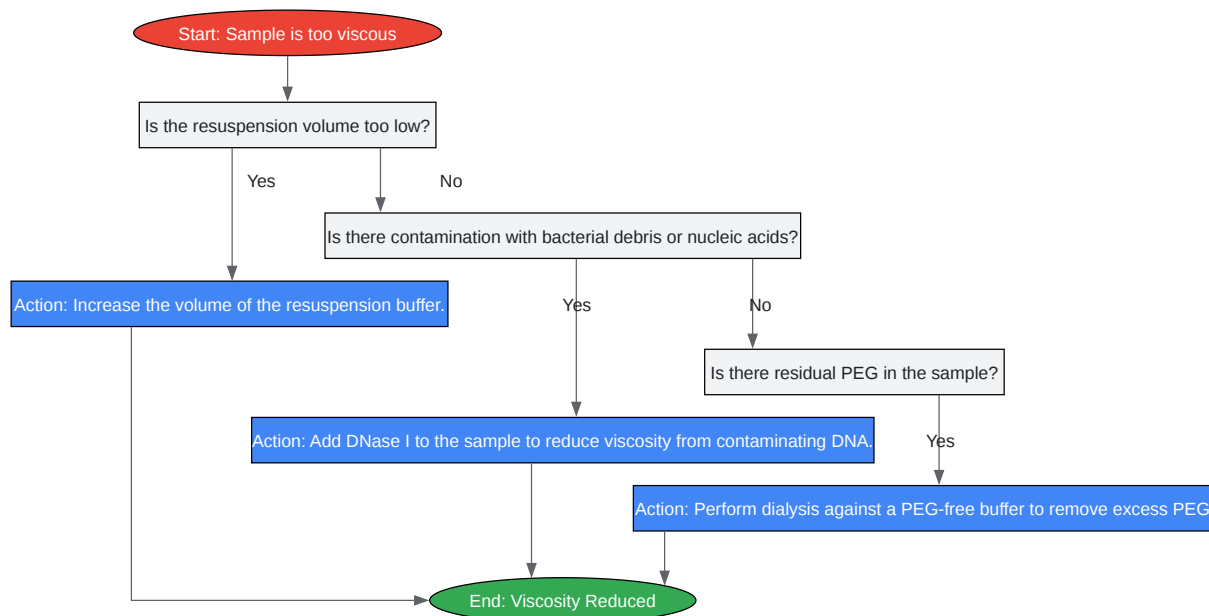 Start: Sample is too viscous
Is the resuspension volume too low?
Yes
No
Is there contamination with bacterial debris or nucleic acids?
Action: Increase the volume of the resuspension buffer.
Yes
No
Is there residual PEG in the sample?
Action: Add DNase I to the sample to reduce viscosity from contaminating DNA.
Yes
Action: Perform dialysis against a PEG-free buffer to remove excess PEG
End: Viscosity Reduced